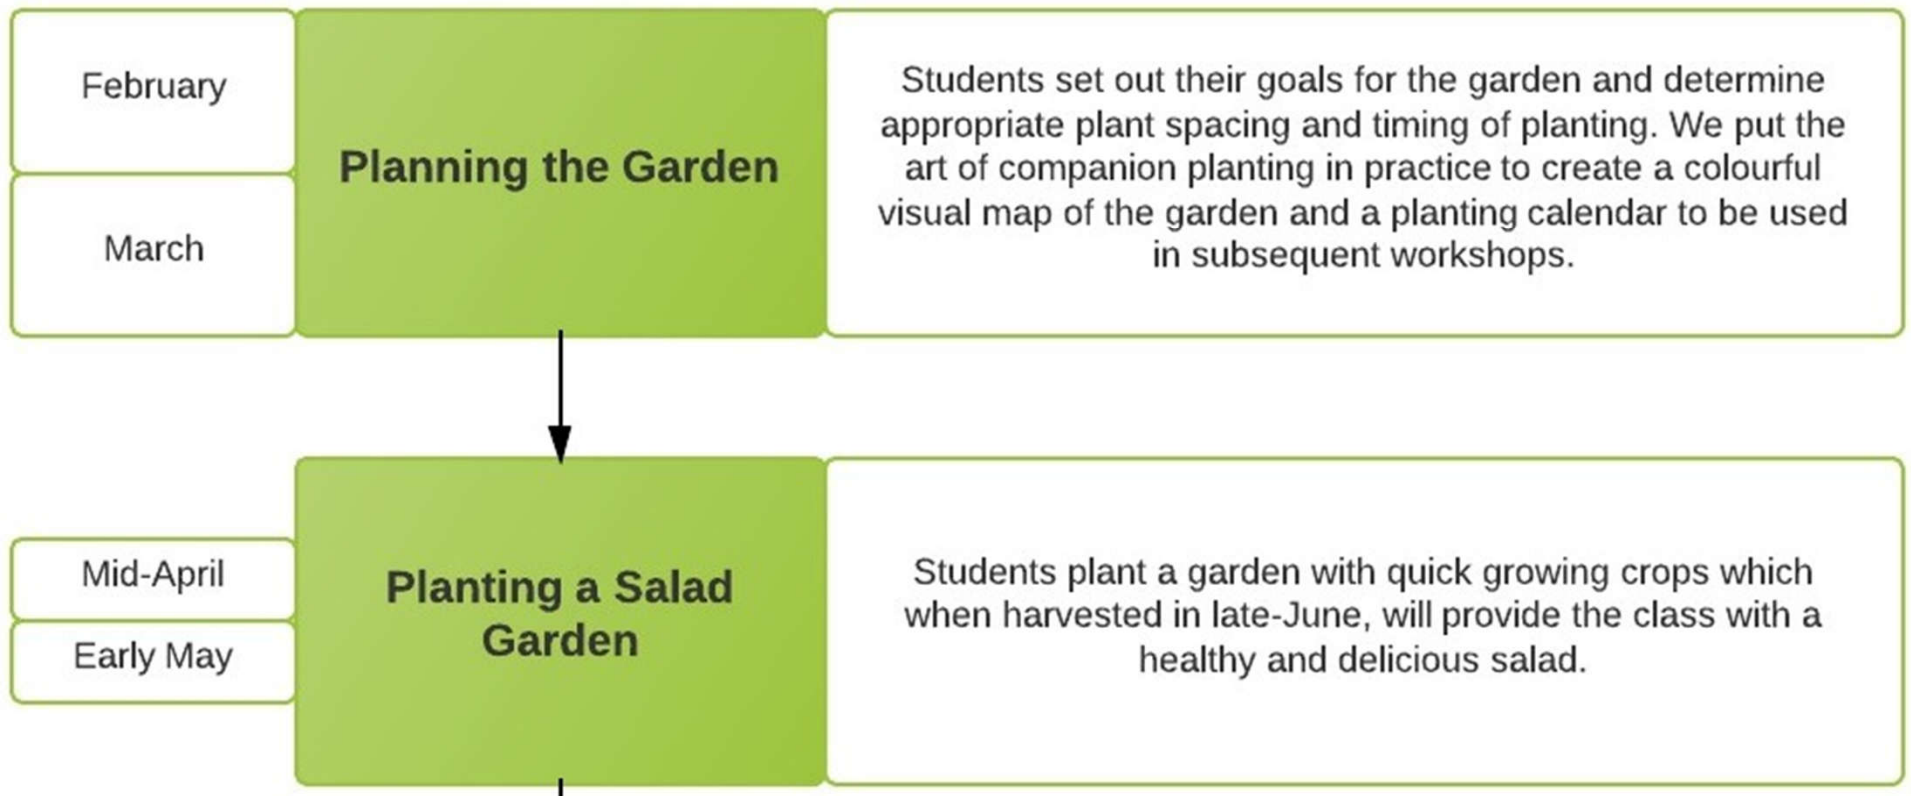 February
March
Planning the Garden
Students set out their goals for the garden and determine
appropriate plant spacing and timing of planting. We put the
art of companion planting in practice to create a colourful
visual map of the garden and a planting calendar to be used
in subsequent workshops.
Mid-April
Early May
Planting a Salad
Garden
Students plant a garden with quick growing crops which
when harvested in late-June, will provide the class with a
healthy and delicious salad.